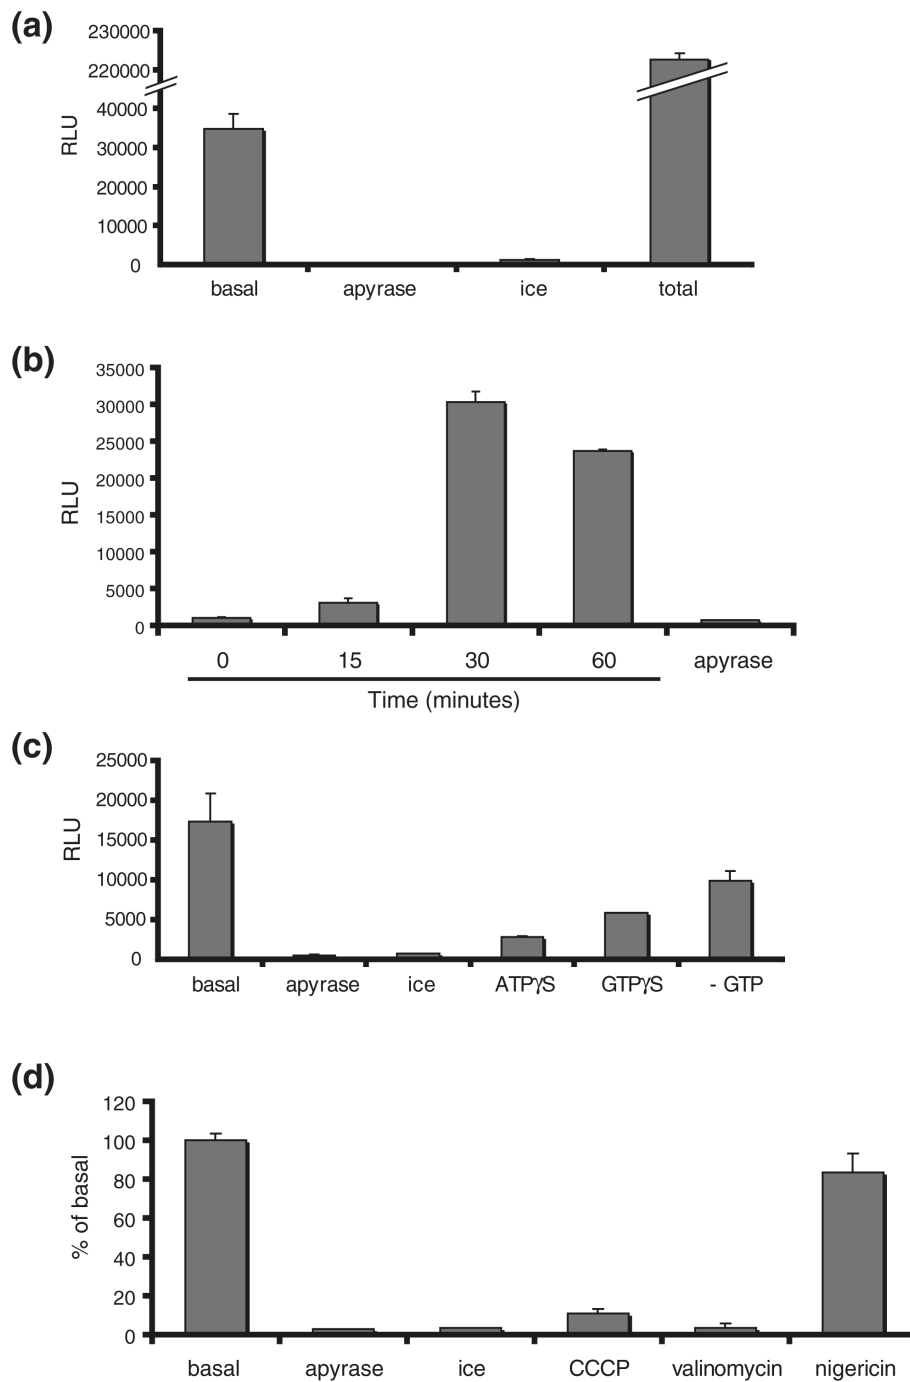 (a)
230000
220000
40000
30000
20000
10000
0
RLU
basal apyrase ice total
(b)
35000
30000
25000
20000
15000
10000
5000
0
RLU
0 15 30 60 apyrase
Time (minutes)
(c)
25000
20000
15000
10000
5000
0
RLU
basal apyrase ice ATPγS GTPγS - GTP
(d)
120
100
80
60
40
20
0
% of basal
basal apyrase ice CCCP valinomycin nigericin